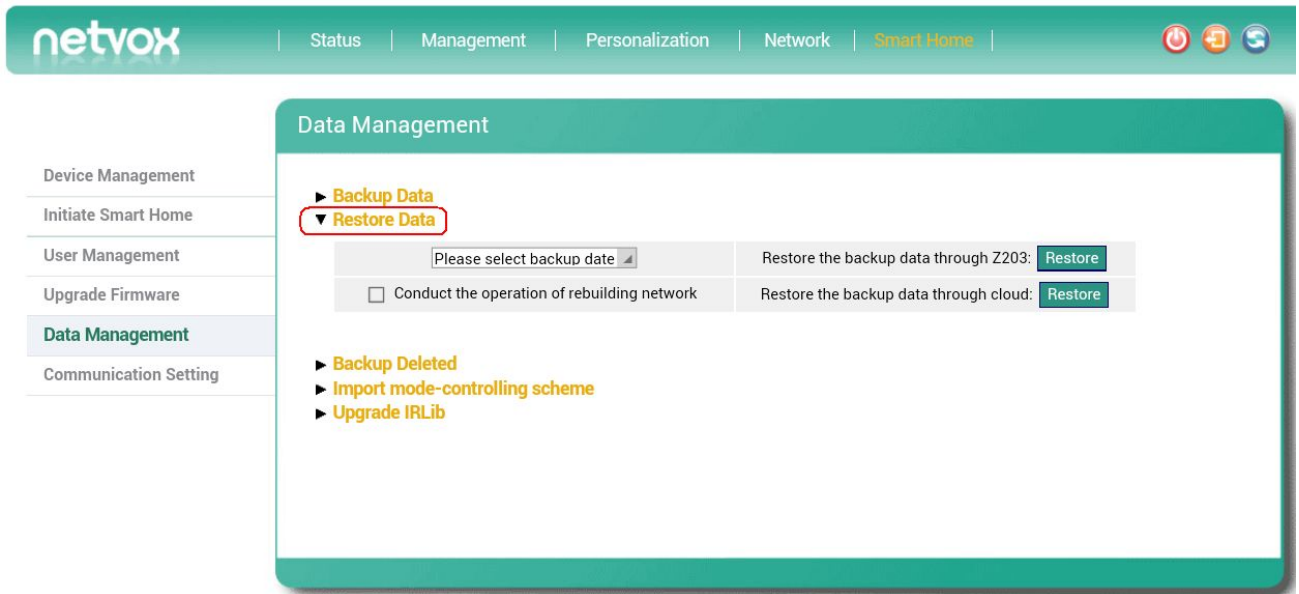 netvox
Status | Management | Personalization | Network | Smart Home |
Data Management
Device Management
Initiate Smart Home
User Management
Upgrade Firmware
Data Management
Communication Setting
Backup Data
Restore Data
Please select backup date
Restore the backup data through Z203: Restore
Conduct the operation of rebuilding network
Restore the backup data through cloud: Restore
Backup Deleted
Import mode-controlling scheme
Upgrade IRLib